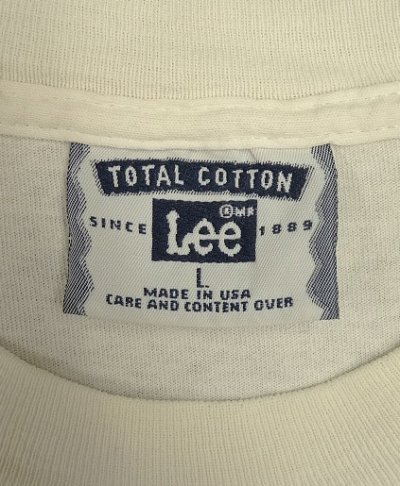 TOTAL COTTON
®MR
SINCE Lee 1889
L
MADE IN USA
CARE AND CONTENT OVER